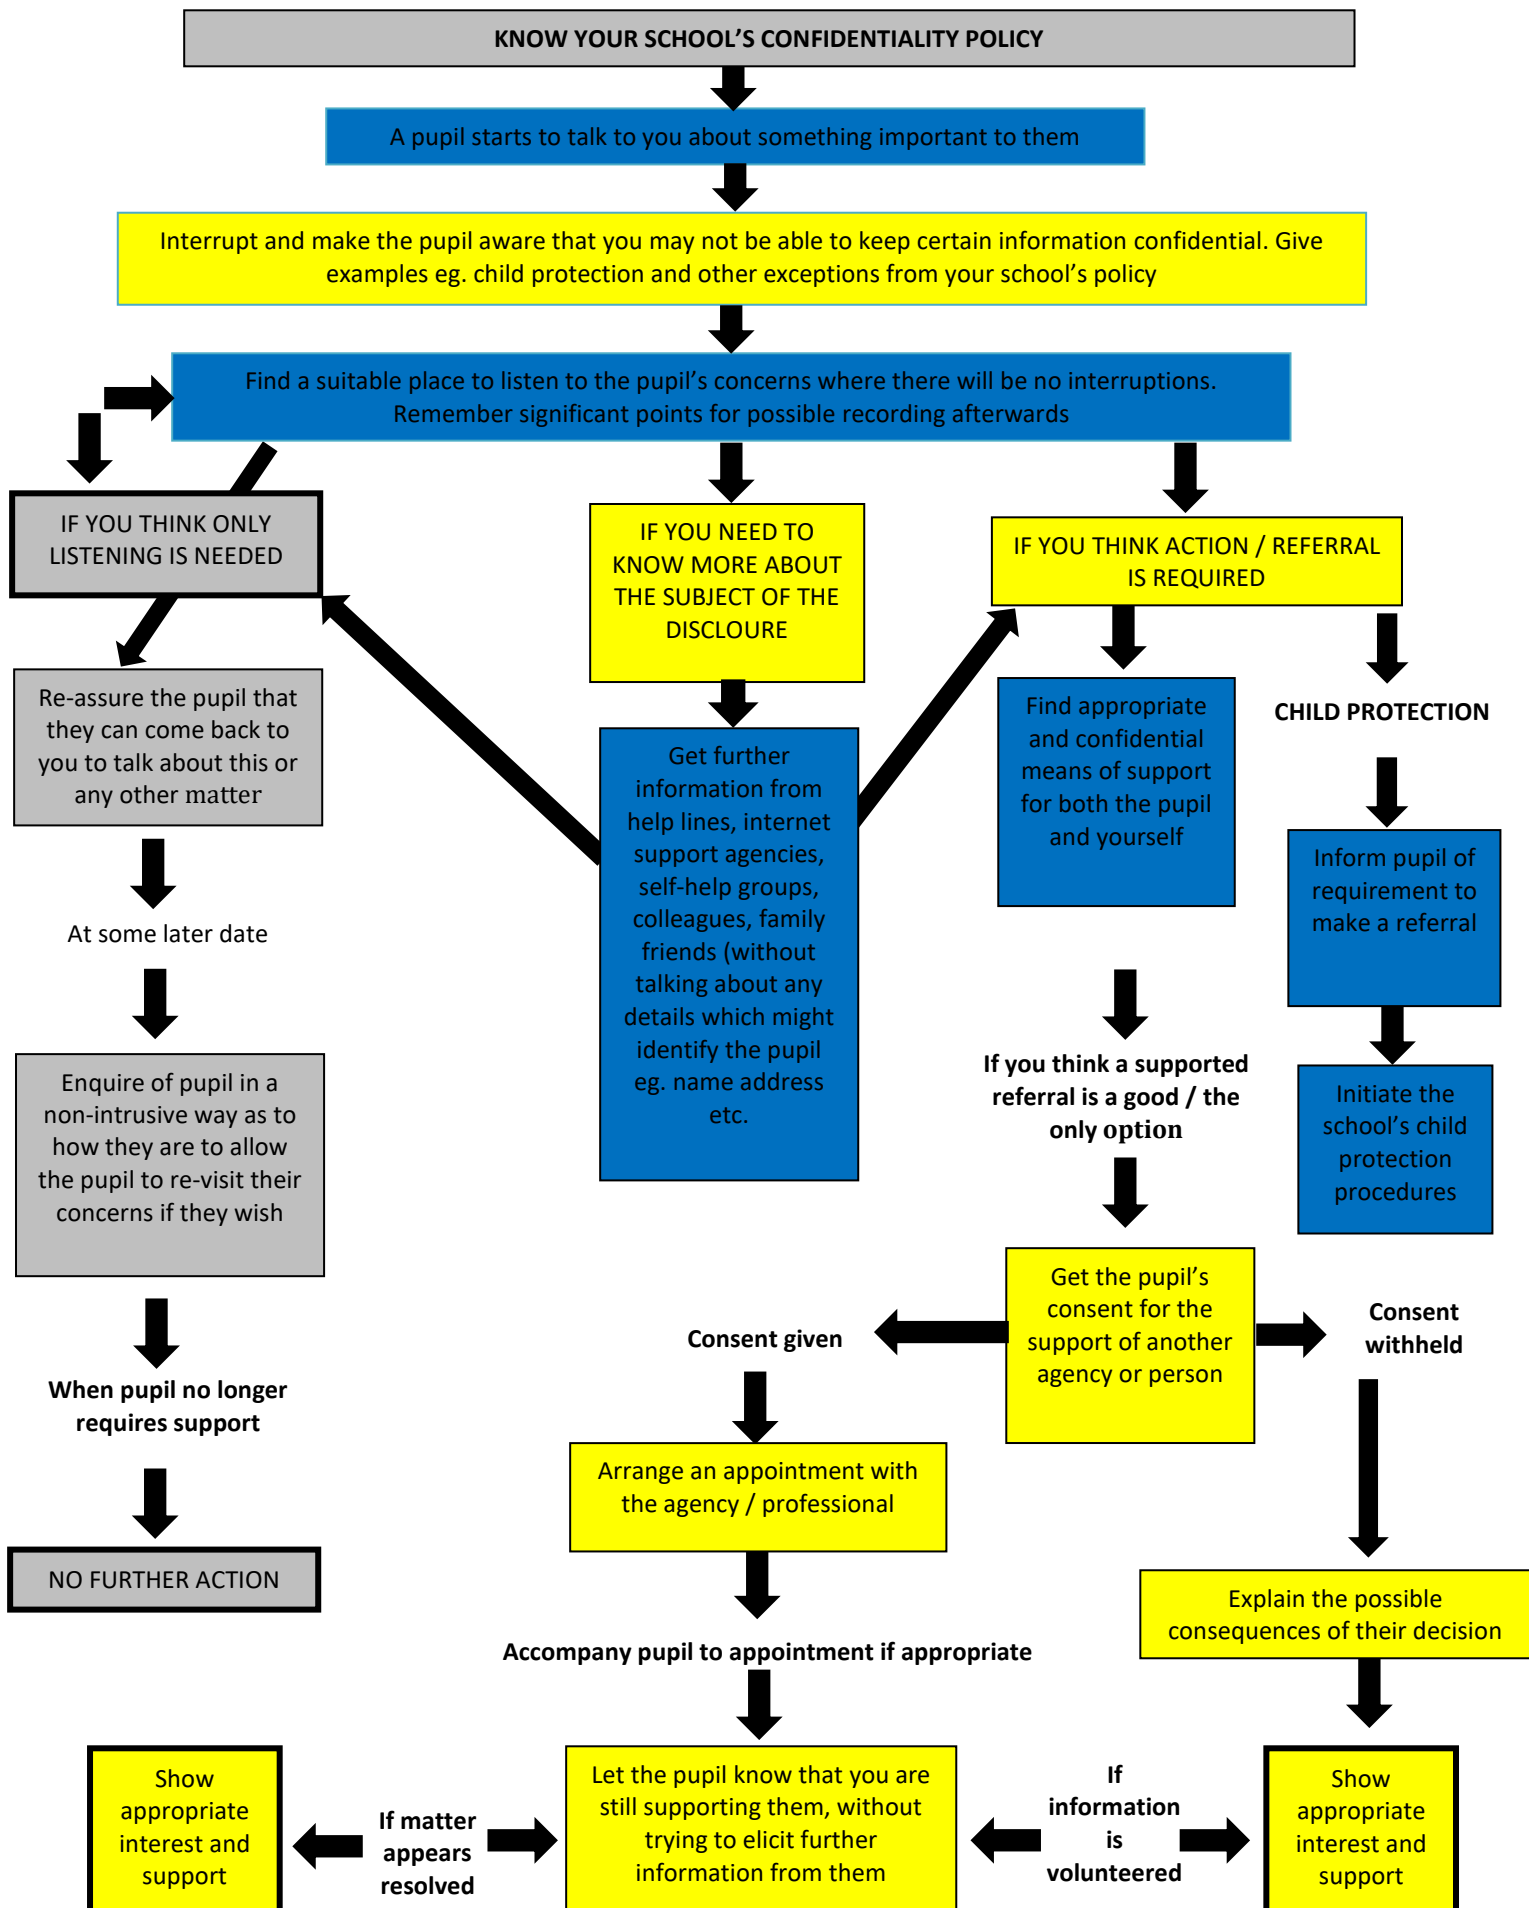 KNOW YOUR SCHOOL’S CONFIDENTIALITY POLICY
A pupil starts to talk to you about something important to them
Interrupt and make the pupil aware that you may not be able to keep certain information confidential. Give
examples eg. child protection and other exceptions from your school’s policy
Find a suitable place to listen to the pupil’s concerns where there will be no interruptions.
Remember significant points for possible recording afterwards
IF YOU THINK ONLY
LISTENING IS NEEDED
Re-assure the pupil that
they can come back to
you to talk about this or
any other matter
At some later date
Enquire of pupil in a
non-intrusive way as to
how they are to allow
the pupil to re-visit their
concerns if they wish
When pupil no longer
requires support
NO FURTHER ACTION
IF YOU NEED TO
KNOW MORE ABOUT
THE SUBJECT OF THE
DISCLOURE
Get further
information from
help lines, internet
support agencies,
self-help groups,
colleagues, family
friends (without
talking about any
details which might
identify the pupil
eg. name address
etc.
IF YOU THINK ACTION / REFERRAL
IS REQUIRED
Find appropriate
and confidential
means of support
for both the pupil
and yourself
CHILD PROTECTION
Inform pupil of
requirement to
make a referral
Initiate the
school’s child
protection
procedures
If you think a supported
referral is a good / the
only option
Get the pupil’s
consent for the
support of another
agency or person
Consent given
Consent
withheld
Arrange an appointment with
the agency / professional
Accompany pupil to appointment if appropriate
Explain the possible
consequences of their decision
Show
appropriate
interest and
support
If matter
appears
resolved
Let the pupil know that you are
still supporting them, without
trying to elicit further
information from them
If
information
is
volunteered
Show
appropriate
interest and
support